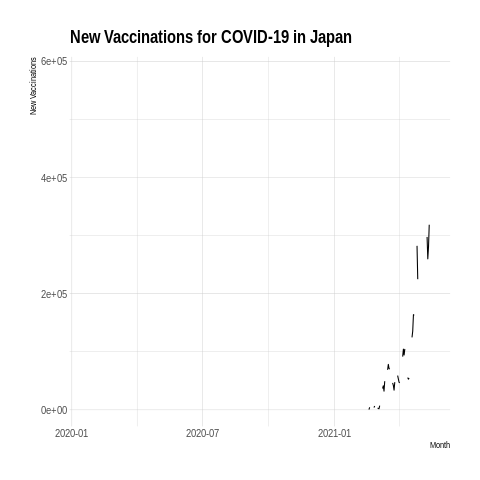 New Vaccinations for COVID-19 in Japan
New Vaccinations
6e+05
4e+05
2e+05
0e+00
2020-01
2020-07
2021-01
Month